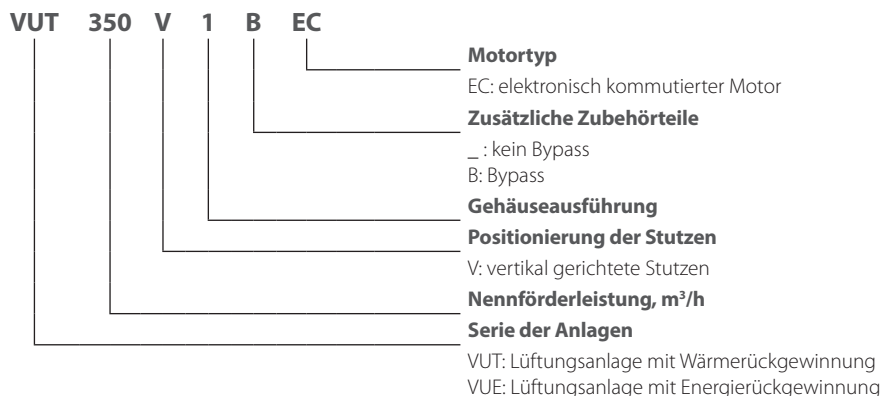 VUT 350 V 1 B EC
Motortyp
EC: elektronisch kommutierter Motor
Zusätzliche Zubehörteile
_ : kein Bypass
B: Bypass
Gehäuseausführung
Positionierung der Stutzen
V: vertikal gerichtete Stutzen
Nennförderleistung, m³/h
Serie der Anlagen
VUT: Lüftungsanlage mit Wärmerückgewinnung
VUE: Lüftungsanlage mit Energierückgewinnung